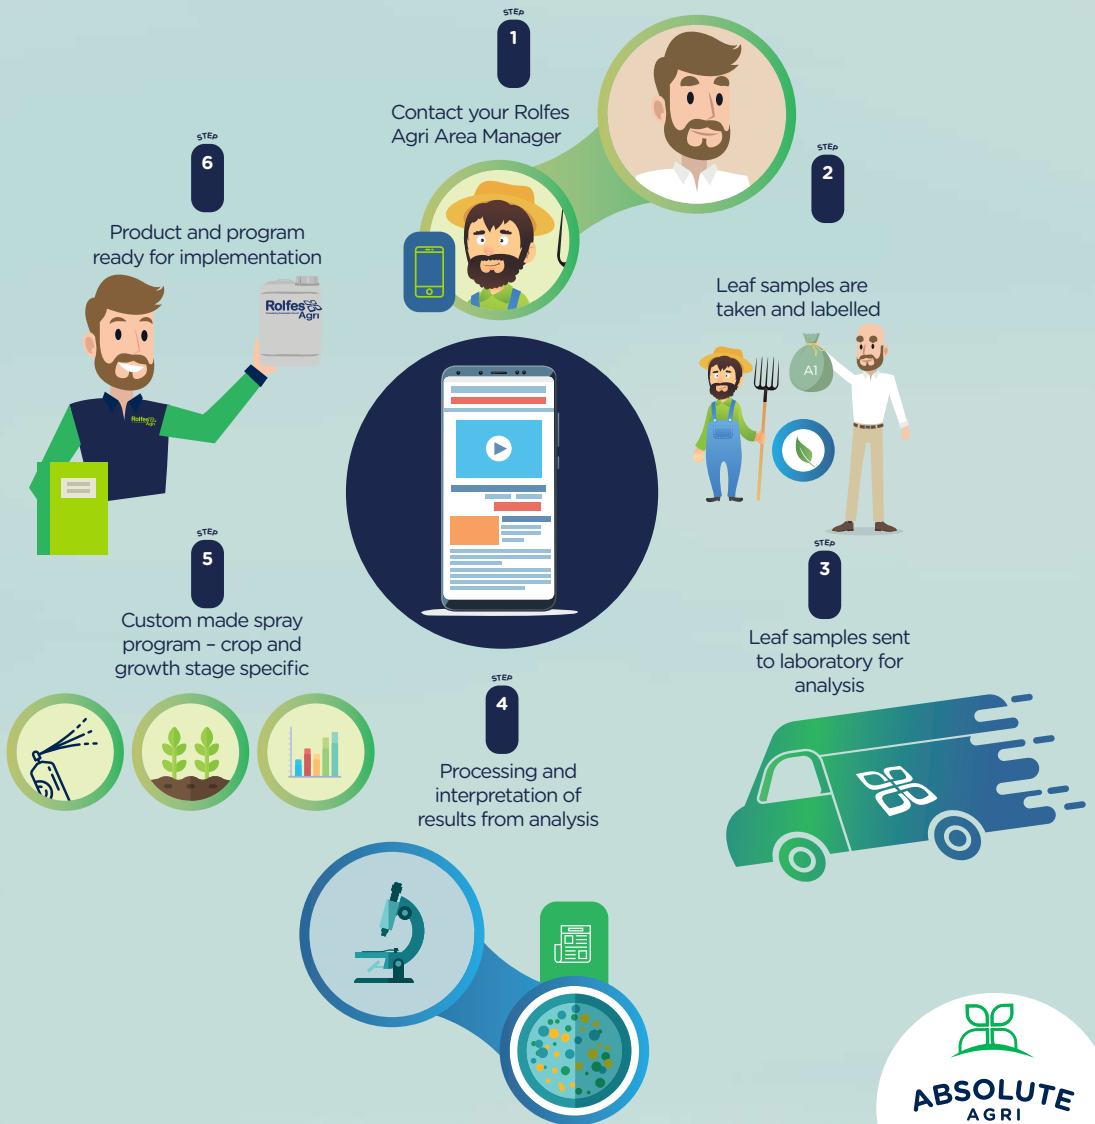 STEP
1
Contact your Rolfes
Agri Area Manager
STEP
2
Leaf samples are
taken and labelled
A1
STEP
3
Leaf samples sent
to laboratory for
analysis
STEP
4
Processing and
interpretation of
results from analysis
STEP
5
Custom made spray
program – crop and
growth stage specific
STEP
6
Product and program
ready for implementation
Rolfes
Agri
Rolfes
Agri
ABSOLUTE
AGRI